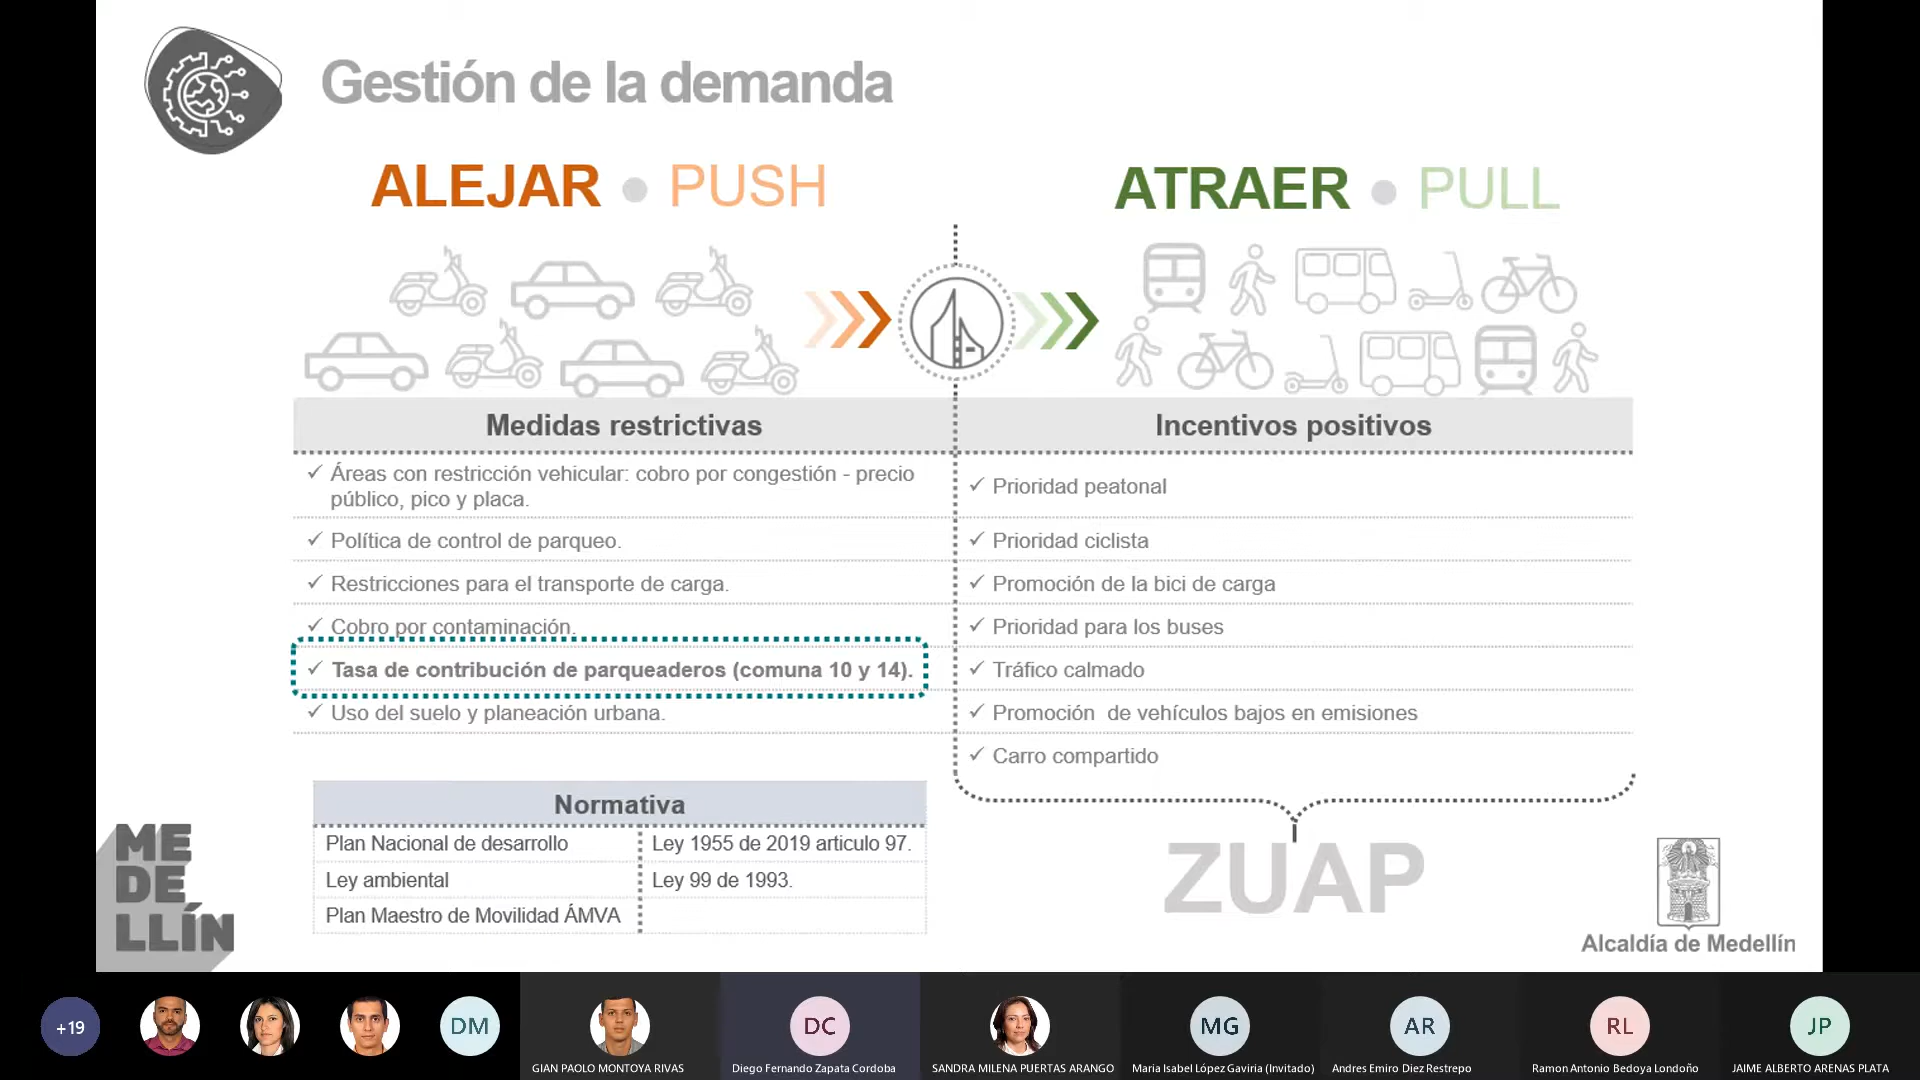 Gestión de la demanda
ALEJAR • PUSH
ATRAER • PULL
Medidas restrictivas
Incentivos positivos
✓ Áreas con restricción vehicular: cobro por congestión - precio
público, pico y placa.
✓ Prioridad peatonal
✓ Política de control de parqueo.
✓ Prioridad ciclista
✓ Restricciones para el transporte de carga.
✓ Promoción de la bici de carga
✓ Cobro por contaminación.
✓ Prioridad para los buses
✓ Tasa de contribución de parqueaderos (comuna 10 y 14).
✓ Tráfico calmado
✓ Uso del suelo y planeación urbana.
✓ Promoción de vehículos bajos en emisiones
✓ Carro compartido
Normativa
Plan Nacional de desarrollo
Ley 1955 de 2019 articulo 97.
Ley ambiental
Ley 99 de 1993.
Plan Maestro de Movilidad ÁMVA
ZUAP
ME
DE
LLÍN
Alcaldía de Medellín
+19
DM
DC
MG
AR
RL
JP
GIAN PAOLO MONTOYA RIVAS
Diego Fernando Zapata Cordoba
SANDRA MILENA PUERTAS ARANGO
Maria Isabel López Gaviria (Invitado)
Andres Emiro Diez Restrepo
Ramon Antonio Bedoya Londoño
JAIME ALBERTO ARENAS PLATA